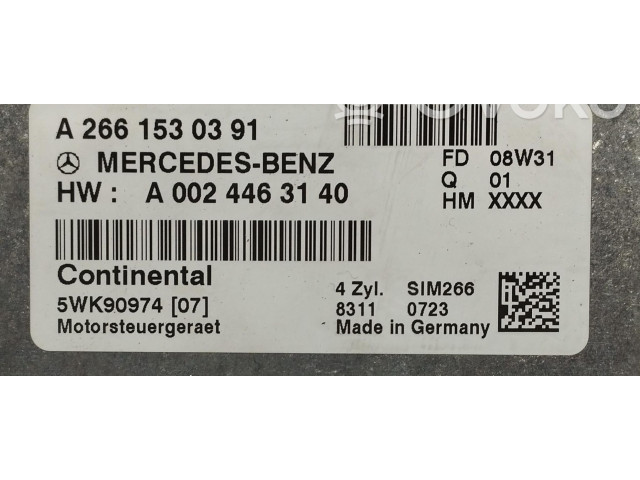 A 266 153 03 91
MERCEDES-BENZ
FD 08W31
Q 01
HM XXXX
HW : A 002 446 31 40
Continental
5WK90974 [07]
Motorsteuergeraet
4 Zyl. SIM266
8311 0723
Made in Germany